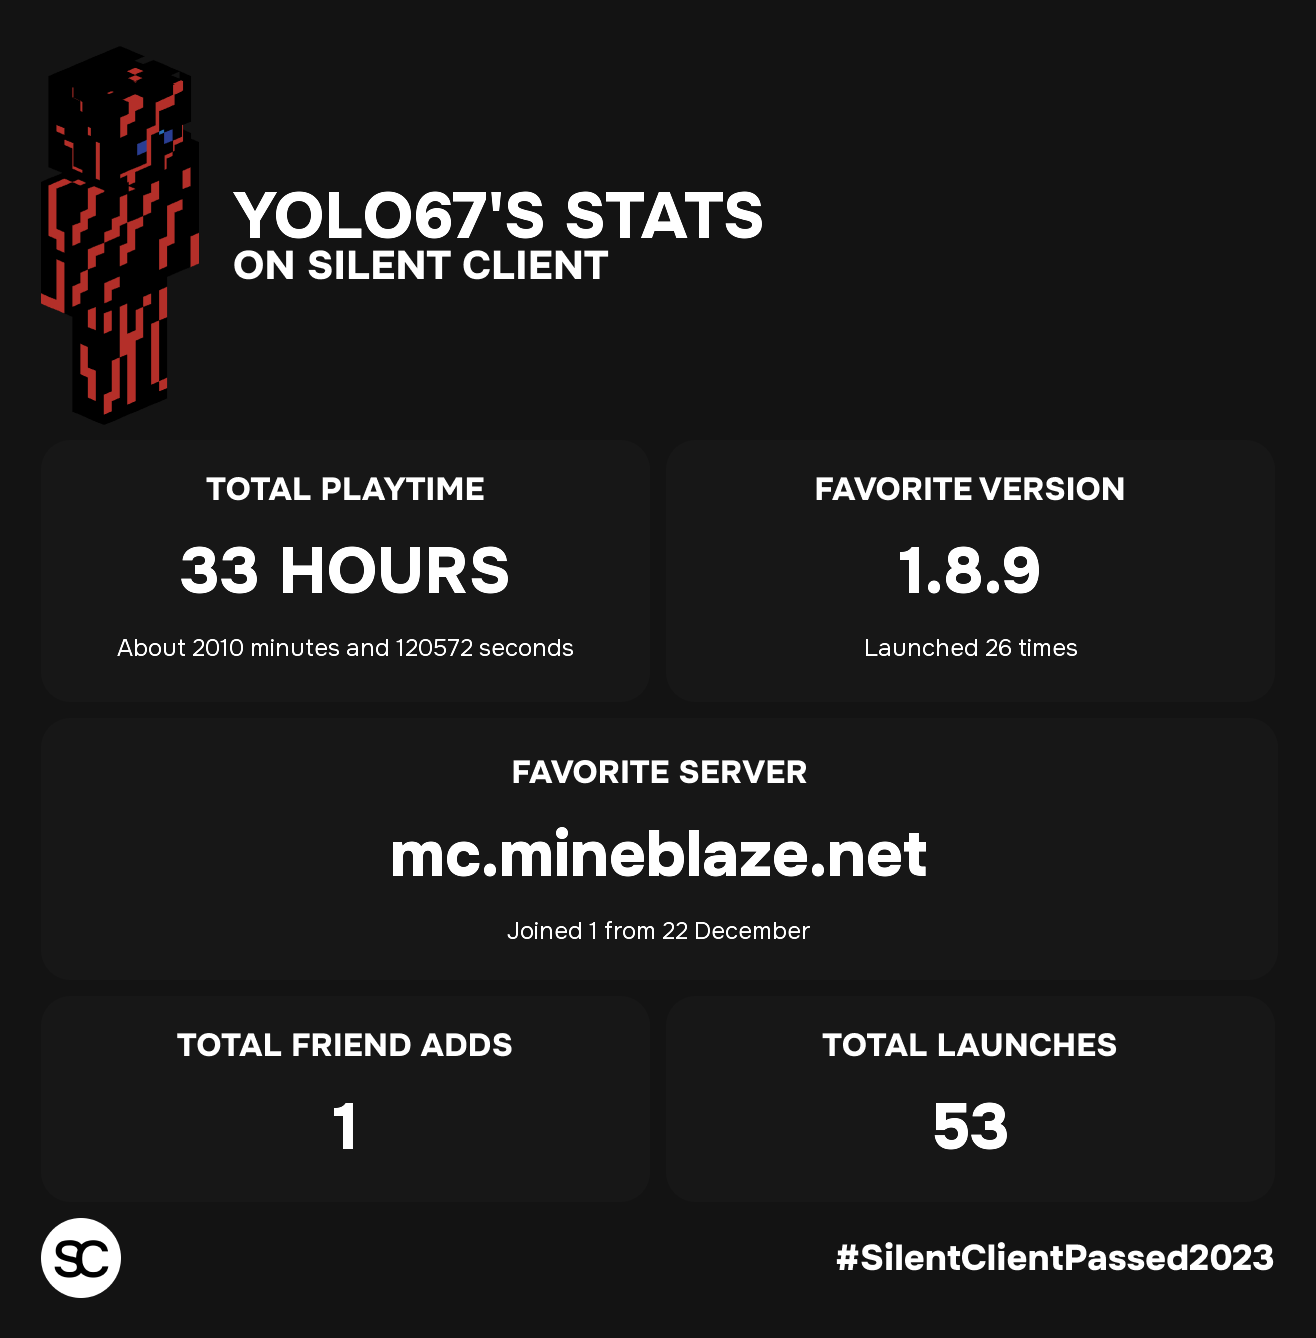 YOLO67'S STATS
ON SILENT CLIENT
TOTAL PLAYTIME
33 HOURS
About 2010 minutes and 120572 seconds
FAVORITE VERSION
1.8.9
Launched 26 times
FAVORITE SERVER
mc.mineblaze.net
Joined 1 from 22 December
TOTAL FRIEND ADDS
1
TOTAL LAUNCHES
53
SC
#SilentClientPassed2023